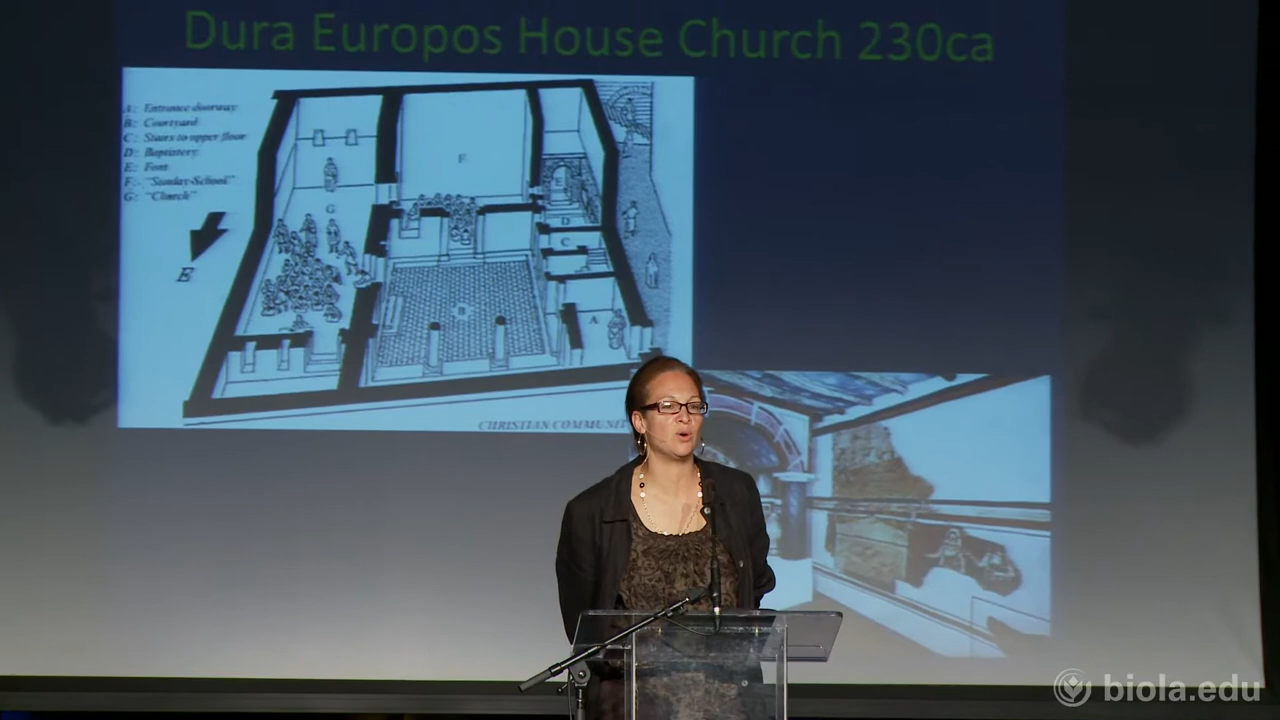 Dura Europos House Church 230ca
A: Entrance doorway
B: Courtyard
C: Stairs to upper floor
D: Baptistery
E: Font
F: "Sunday-School"
G: "Church"
E
F
G
E
D
C
B
A
CHRISTIAN COMMUNIT
biola.edu